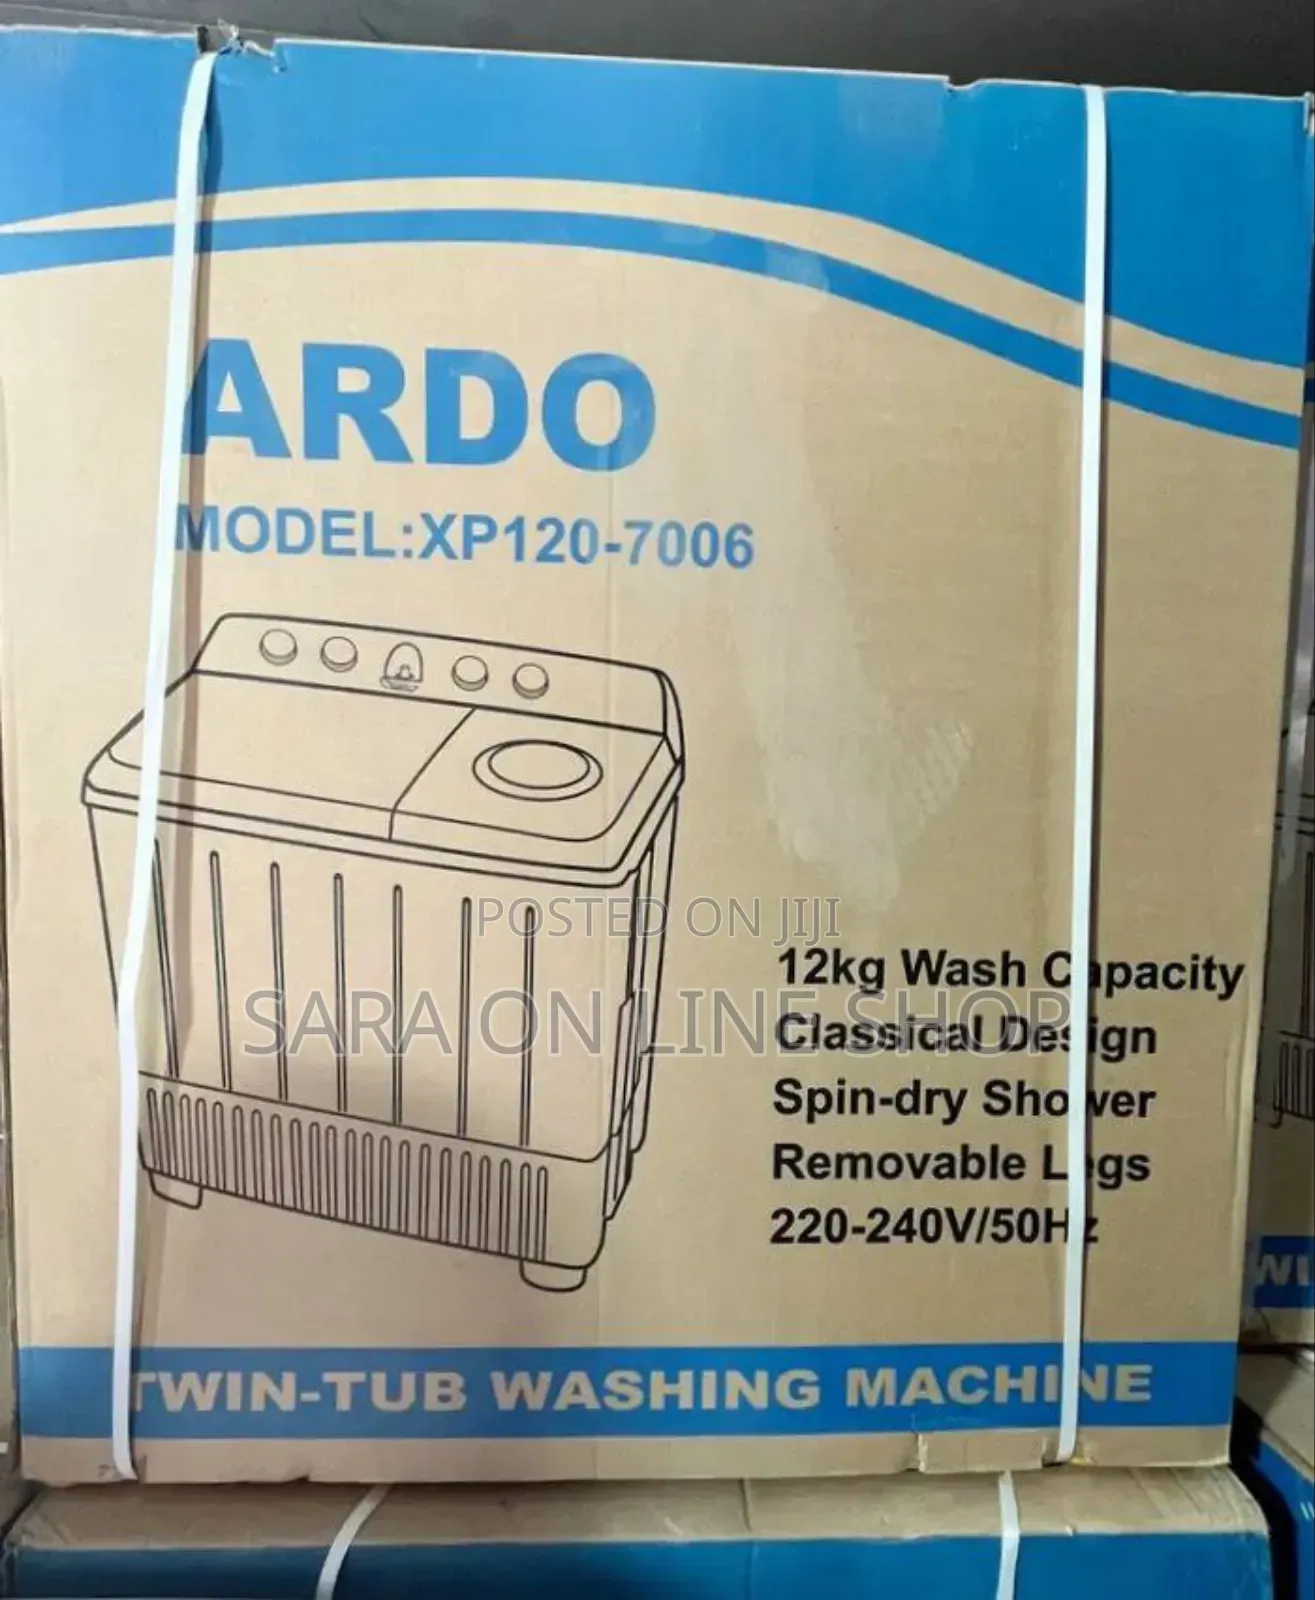 ARDO
MODEL:XP120-7006
POSTED ON JIJI
SARA ON LINE SHOP
12kg Wash Capacity
Classical Design
Spin-dry Shower
Removable Legs
220-240V/50Hz
TWIN-TUB WASHING MACHINE